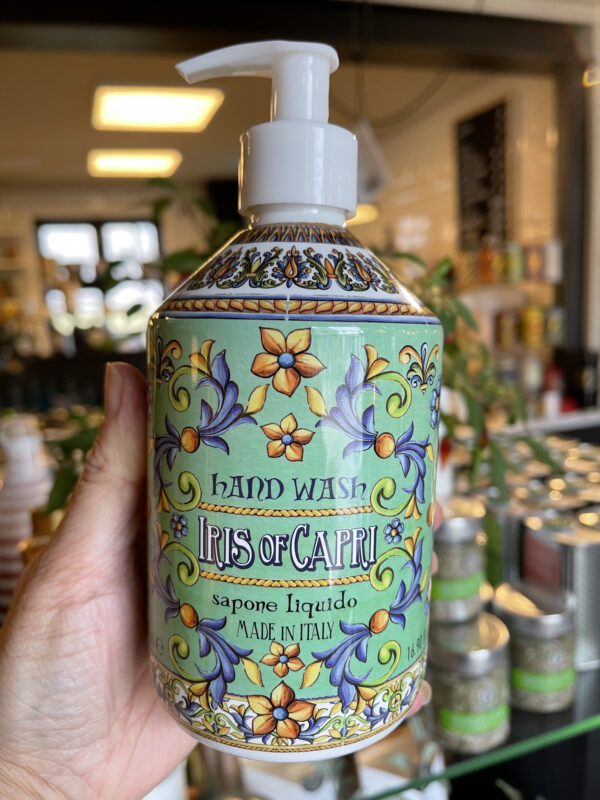 HAND WASH
IRIS OF CAPRI
sapone liquido
MADE IN ITALY